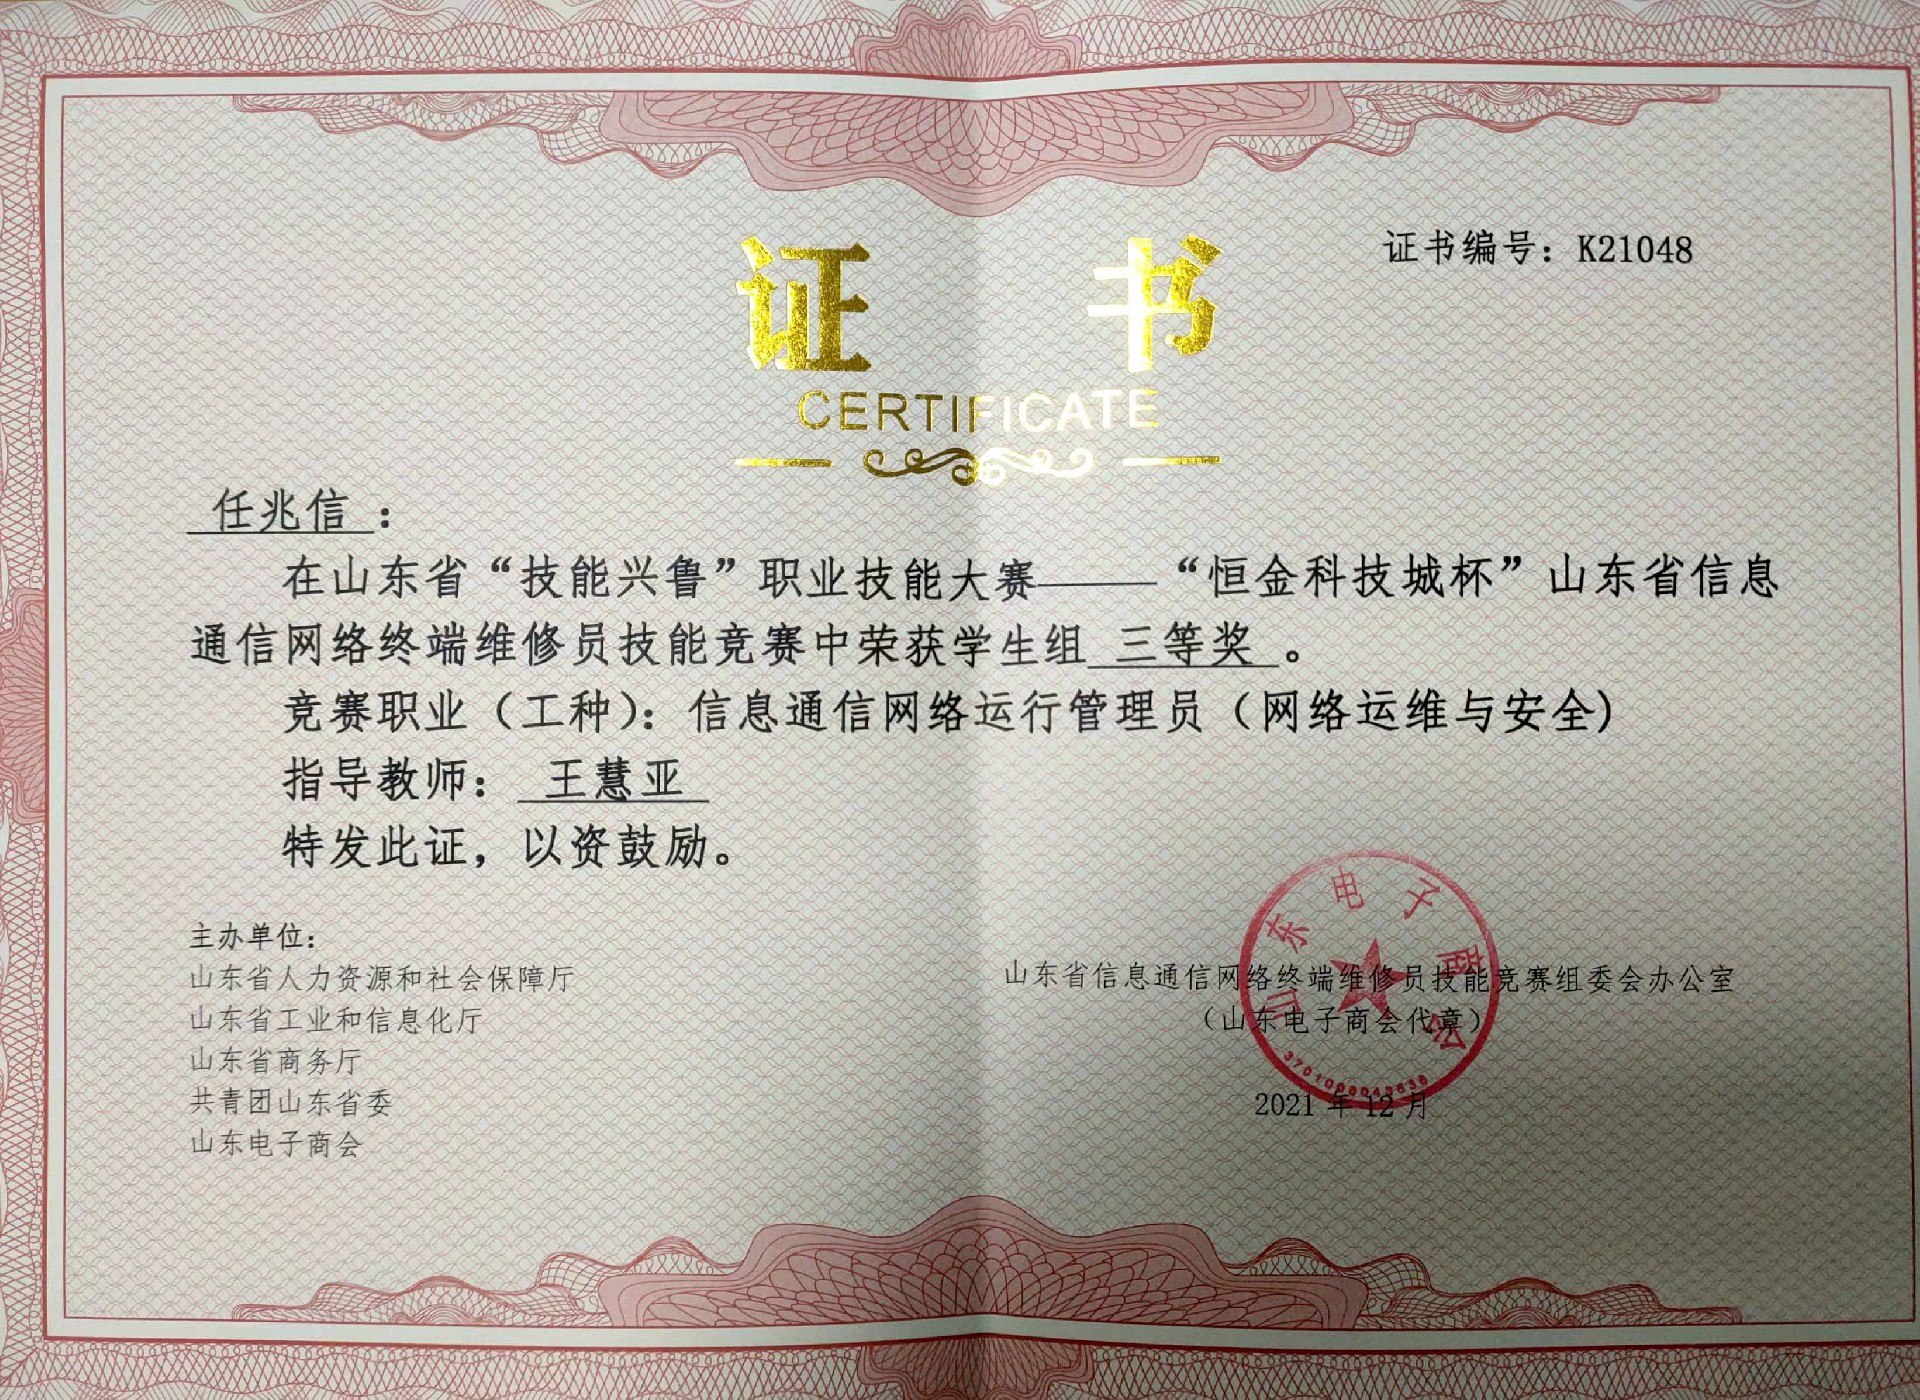 证书编号：K21048
证 书
CERTIFICATE
任兆信：
在山东省“技能兴鲁”职业技能大赛——“恒金科技城杯”山东省信息
通信网络终端维修员技能竞赛中荣获学生组 三等奖 。
竞赛职业（工种）：信息通信网络运行管理员（网络运维与安全）
指导教师： 王慧亚
特发此证，以资鼓励。
主办单位：
山东省人力资源和社会保障厅
山东省工业和信息化厅
山东省商务厅
共青团山东省委
山东电子商会
山东省信息通信网络终端维修员技能竞赛组委会办公室
（山东电子商会代章）
2021 年 12 月
山东电子商会